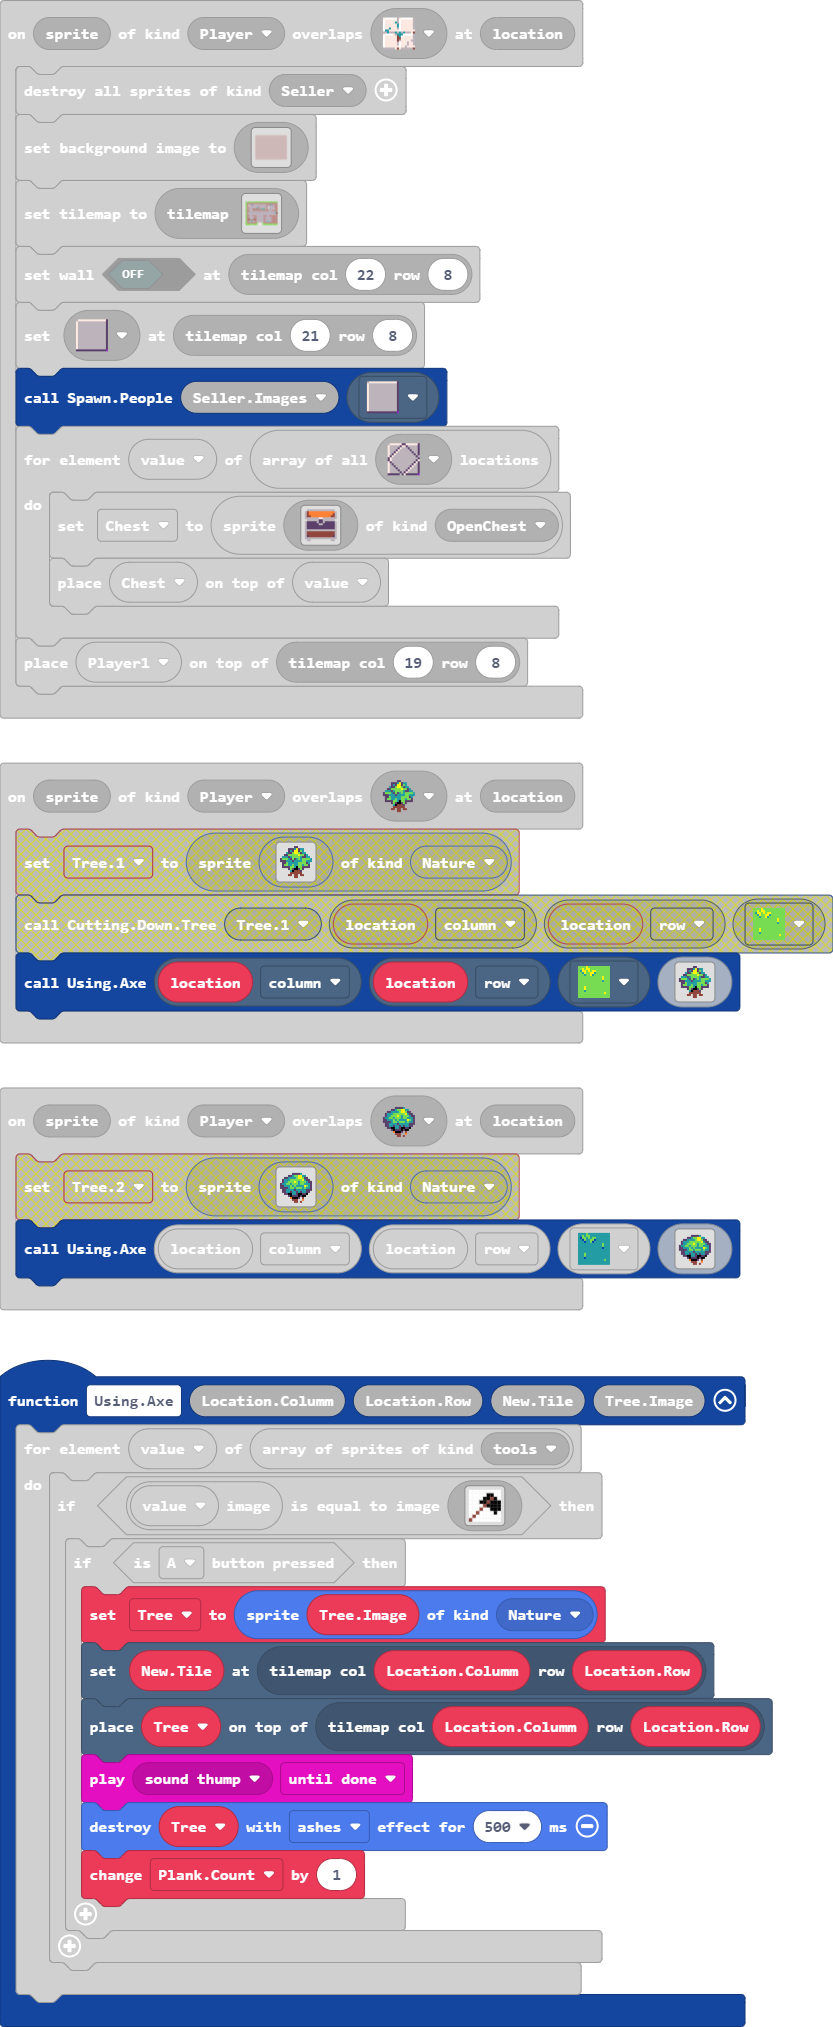 on sprite of kind Player overlaps at location
destroy all sprites of kind Seller
set background image to
set tilemap to tilemap
set wall OFF at tilemap col 22 row 8
set at tilemap col 21 row 8
call Spawn.People Seller.Images
for element value of array of all locations
do
set Chest to sprite of kind OpenChest
place Chest on top of value
place Player1 on top of tilemap col 19 row 8
on sprite of kind Player overlaps at location
set Tree.1 to sprite of kind Nature
call Cutting.Down.Tree Tree.1 location column location row
call Using.Axe location column location row
on sprite of kind Player overlaps at location
set Tree.2 to sprite of kind Nature
call Using.Axe location column location row
function Using.Axe Location.Columm Location.Row New.Tile Tree.Image
for element value of array of sprites of kind tools
do
if value image is equal to image then
if is A button pressed then
set Tree to sprite Tree.Image of kind Nature
set New.Tile at tilemap col Location.Columm row Location.Row
place Tree on top of tilemap col Location.Columm row Location.Row
play sound thump until done
destroy Tree with ashes effect for 500 ms
change Plank.Count by 1